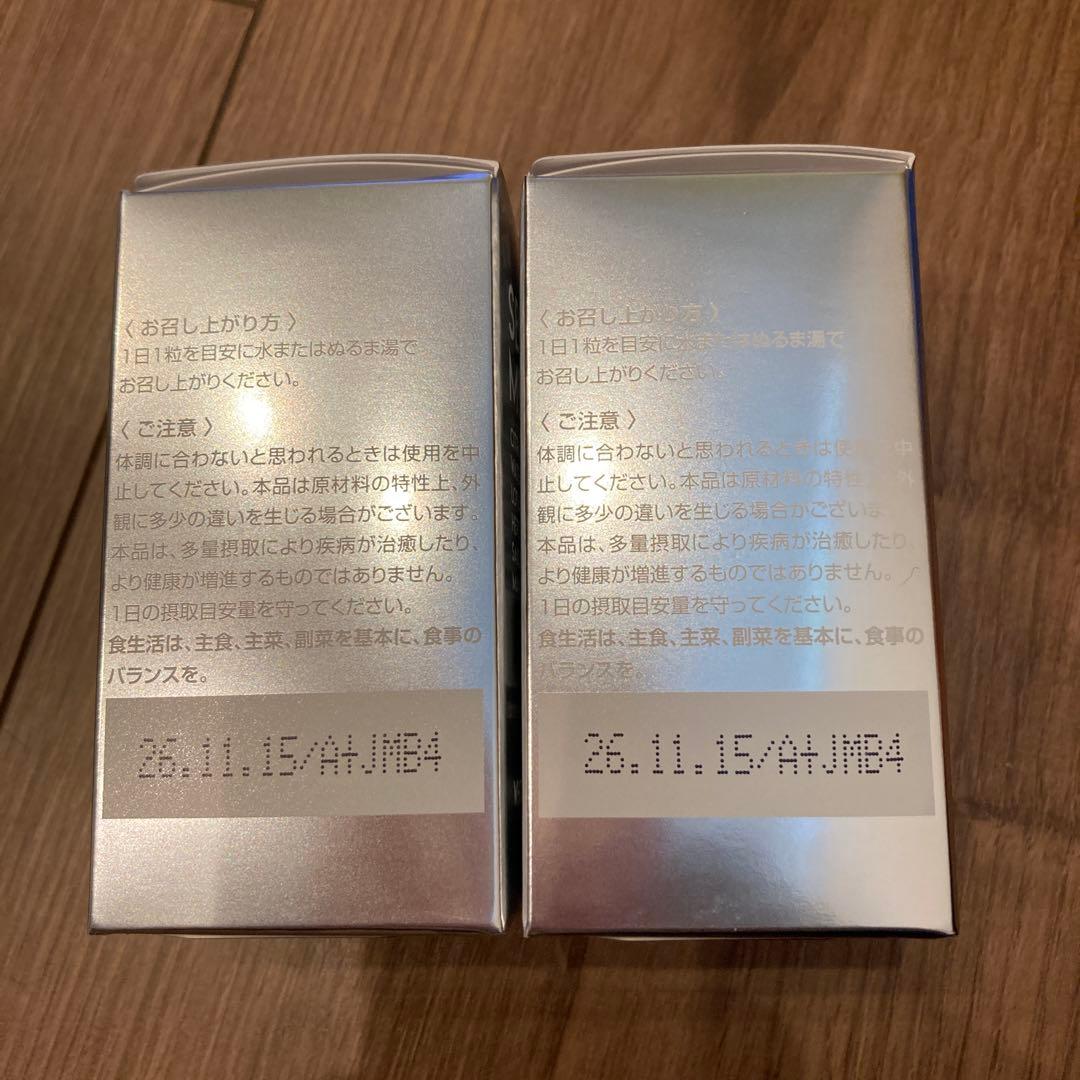 〈 お召し上がり方 〉
1日1粒を目安に水またはぬるま湯で
お召し上がりください。
〈 ご注意 〉
体調に合わないと思われるときは使用を中
止してください。本品は原材料の特性上、外
観に多少の違いを生じる場合がございます。
本品は、多量摂取により疾病が治癒したり、
より健康が増進するものではありません。
1日の摂取目安量を守ってください。
食生活は、主食、主菜、副菜を基本に、食事の
バランスを。
26.11.15/A+JMB4
〈 お召し上がり方 〉
1日1粒を目安に水またはぬるま湯で
お召し上がりください。
〈 ご注意 〉
体調に合わないと思われるときは使用を中
止してください。本品は原材料の特性上、外
観に多少の違いを生じる場合がございます。
本品は、多量摂取により疾病が治癒したり、
より健康が増進するものではありません。
1日の摂取目安量を守ってください。
食生活は、主食、主菜、副菜を基本に、食事の
バランスを。
26.11.15/A+JMB4